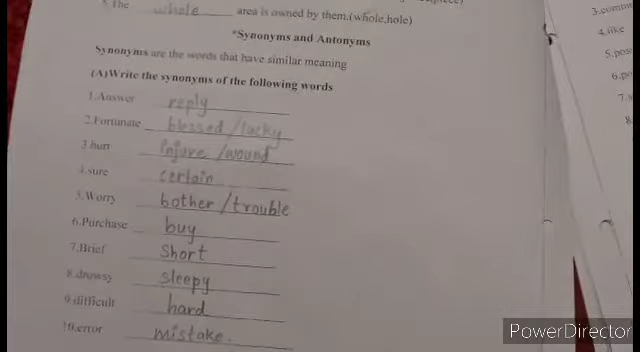 5.The whole area is owned by them.(whole,hole)
*Synonyms and Antonyms
Synonyms are the words that have similar meaning
(A)Write the synonyms of the following words
1.Answer reply
2.Fortunate blessed/lucky
3.hurt injure/wound
4.sure certain
5.Worry bother/trouble
6.Purchase buy
7.Brief short
8.drowsy sleepy
9.difficult hard
10.error mistake.
4.like
PowerDirector